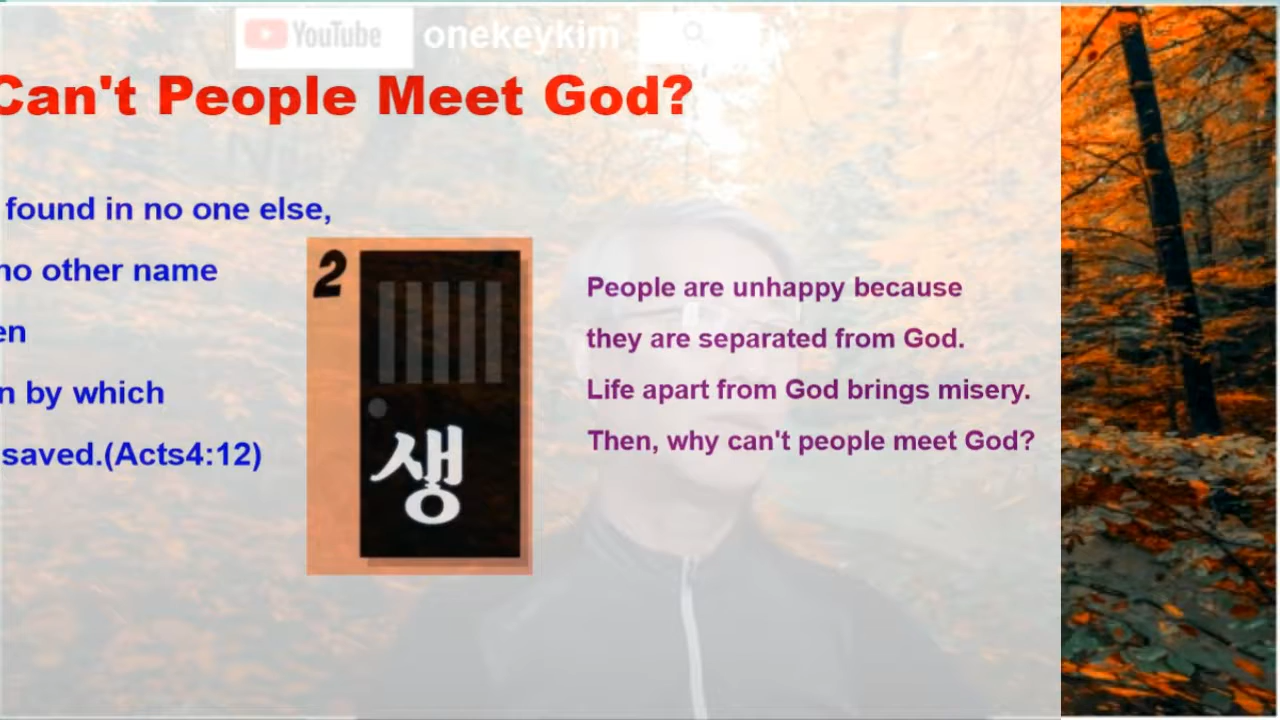 YouTube onekeykim
Can't People Meet God?
found in no one else,
no other name
en
n by which
saved.(Acts4:12)
2
생
People are unhappy because
they are separated from God.
Life apart from God brings misery.
Then, why can't people meet God?